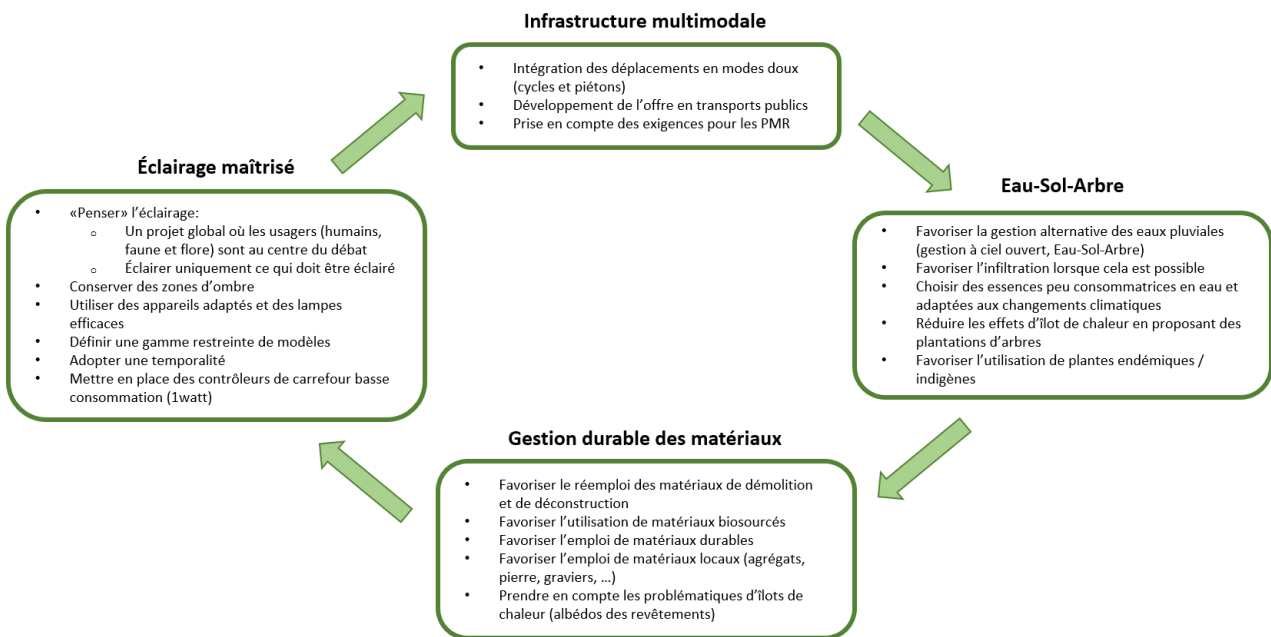 Infrastructure multimodale
• Intégration des déplacements en modes doux
(cycles et piétons)
• Développement de l’offre en transports publics
• Prise en compte des exigences pour les PMR
Éclairage maîtrisé
• «Penser» l’éclairage:
o Un projet global où les usagers (humains,
faune et flore) sont au centre du débat
o Éclairer uniquement ce qui doit être éclairé
• Conserver des zones d’ombre
• Utiliser des appareils adaptés et des lampes
efficaces
• Définir une gamme restreinte de modèles
• Adopter une temporalité
• Mettre en place des contrôleurs de carrefour basse
consommation (1watt)
Eau-Sol-Arbre
• Favoriser la gestion alternative des eaux pluviales
(gestion à ciel ouvert, Eau-Sol-Arbre)
• Favoriser l’infiltration lorsque cela est possible
• Choisir des essences peu consommatrices en eau et
adaptées aux changements climatiques
• Réduire les effets d’îlot de chaleur en proposant des
plantations d’arbres
• Favoriser l’utilisation de plantes endémiques /
indigènes
Gestion durable des matériaux
• Favoriser le réemploi des matériaux de démolition
et de déconstruction
• Favoriser l’utilisation de matériaux biosourcés
• Favoriser l’emploi de matériaux durables
• Favoriser l’emploi de matériaux locaux (agrégats,
pierre, graviers, …)
• Prendre en compte les problématiques d’îlots de
chaleur (albédos des revêtements)